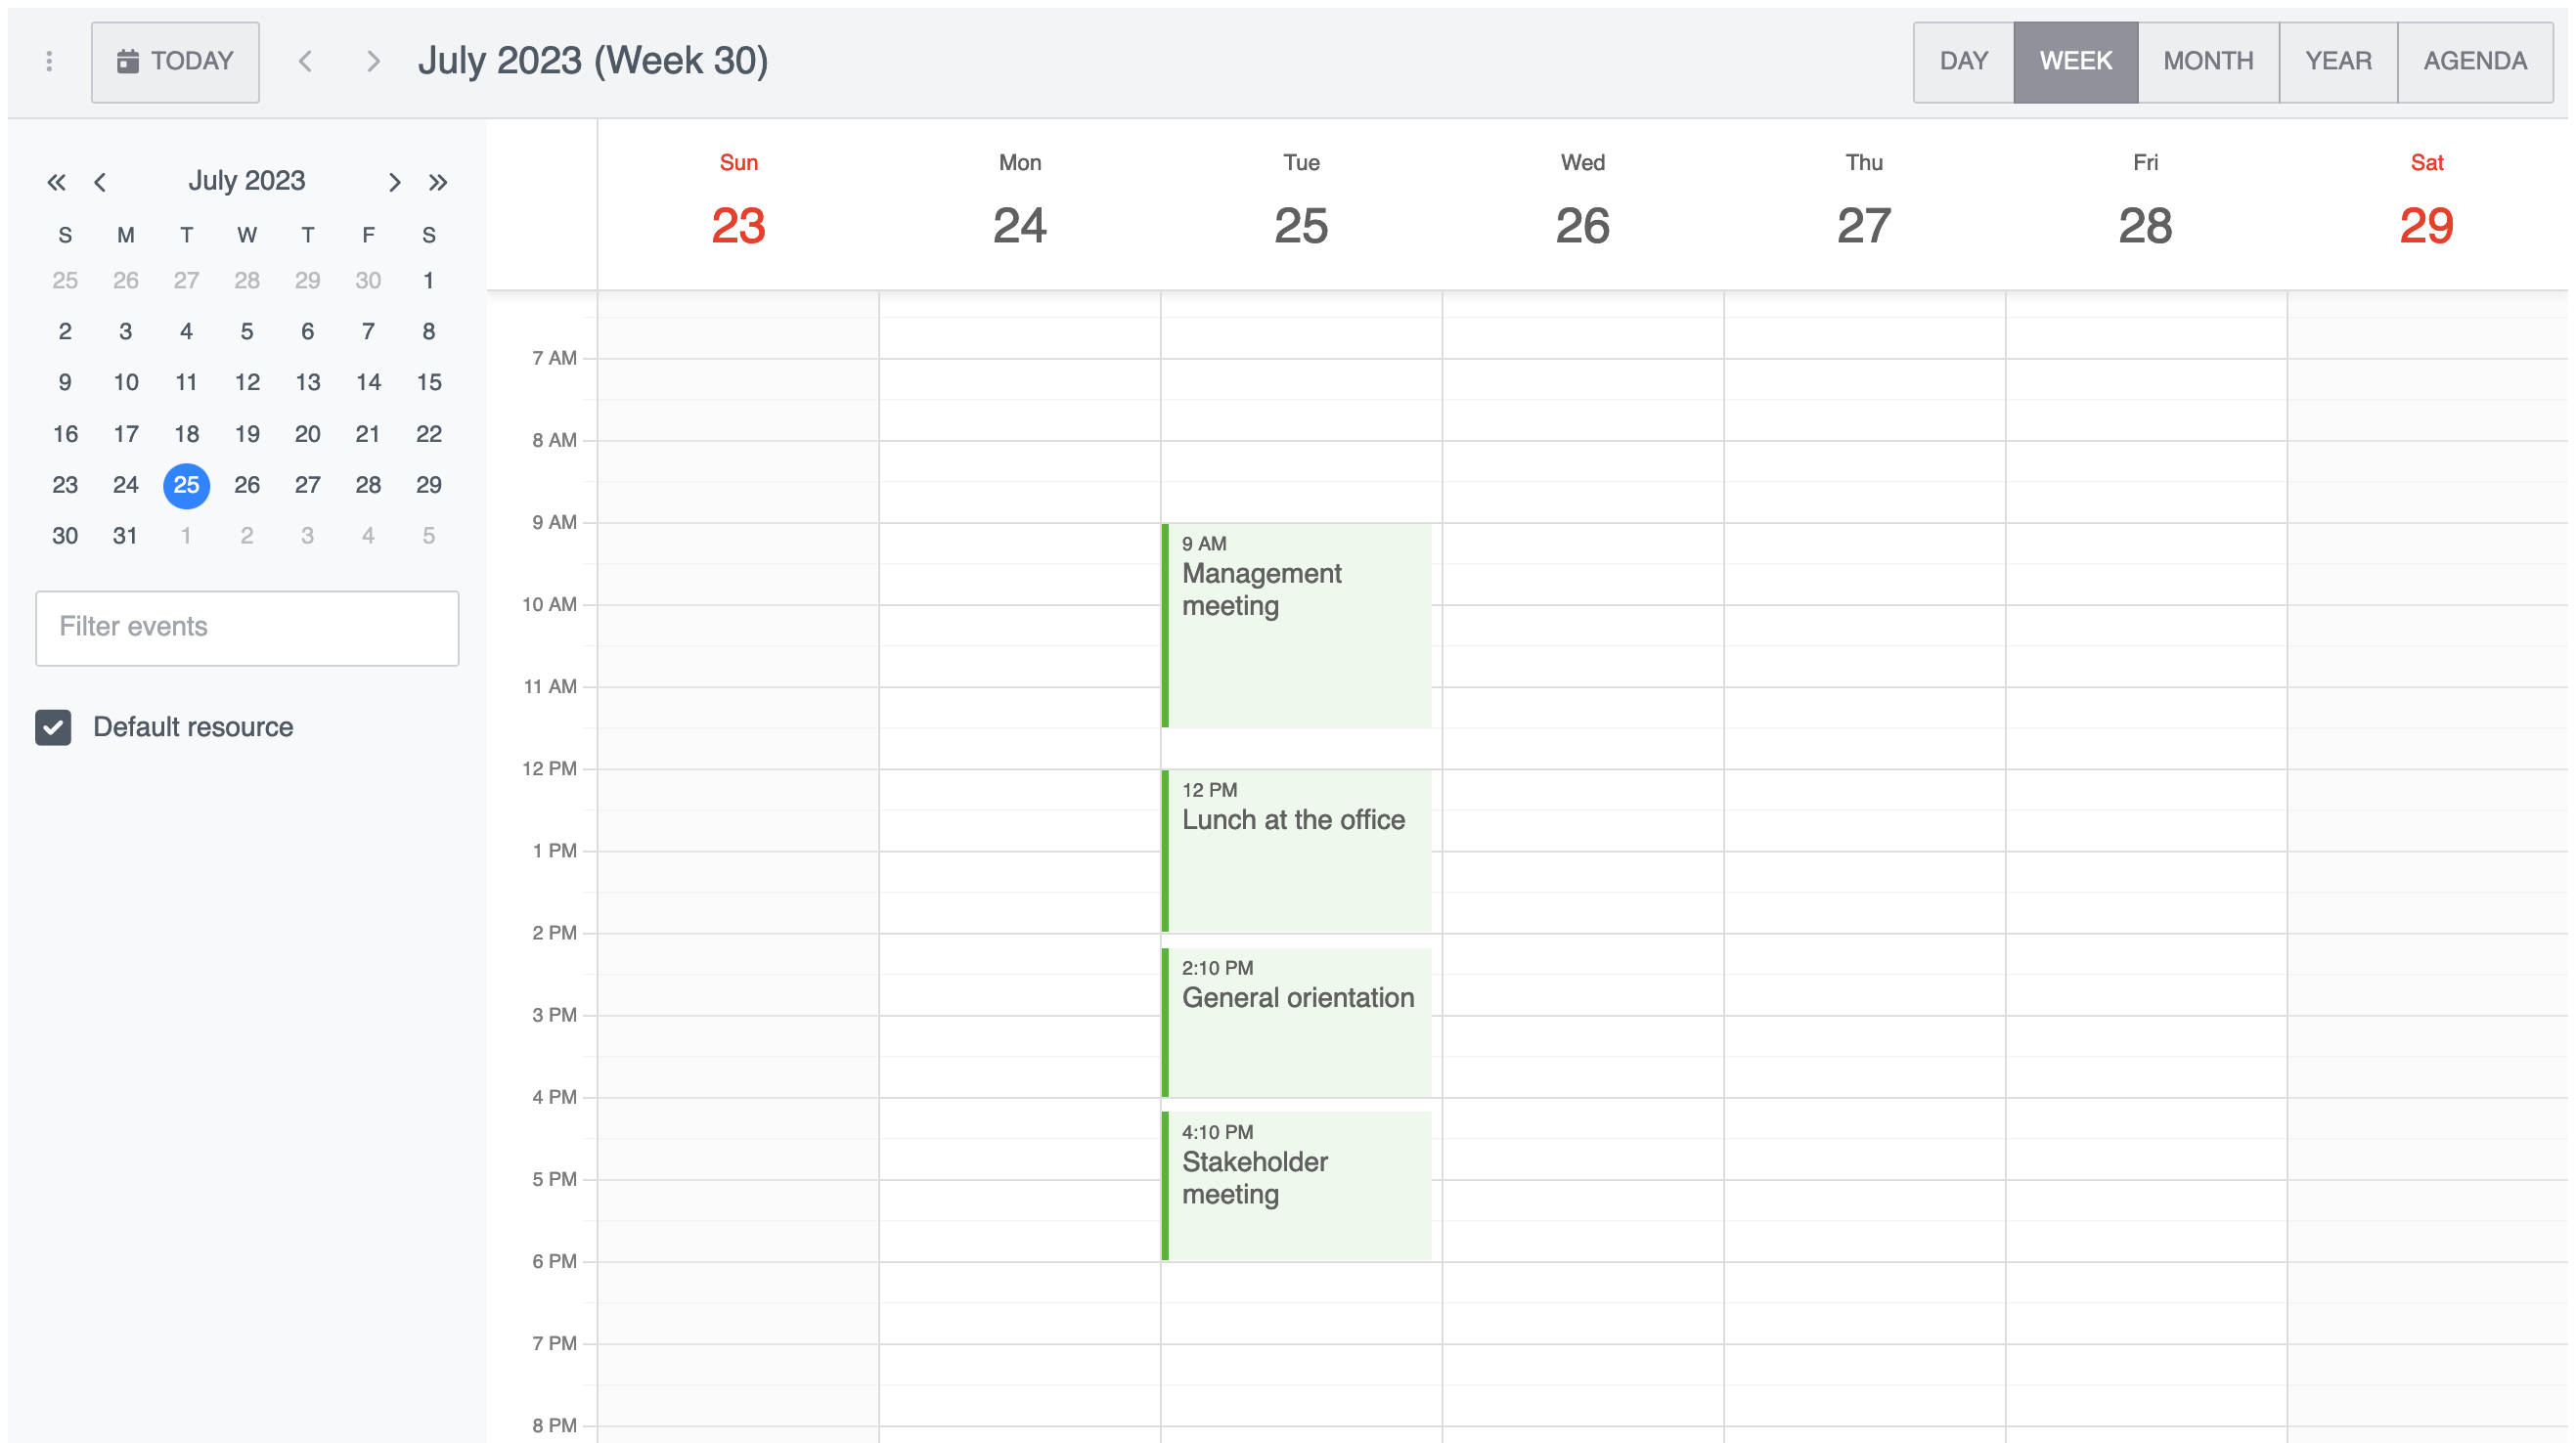 TODAY
July 2023 (Week 30)
DAY WEEK MONTH YEAR AGENDA
July 2023
S M T W T F S
25 26 27 28 29 30 1
2 3 4 5 6 7 8
9 10 11 12 13 14 15
16 17 18 19 20 21 22
23 24 25 26 27 28 29
30 31 1 2 3 4 5
Filter events
Default resource
Sun Mon Tue Wed Thu Fri Sat
23 24 25 26 27 28 29
7 AM
8 AM
9 AM
10 AM
11 AM
12 PM
1 PM
2 PM
3 PM
4 PM
5 PM
6 PM
7 PM
8 PM
9 AM
Management
meeting
12 PM
Lunch at the office
2:10 PM
General orientation
4:10 PM
Stakeholder
meeting